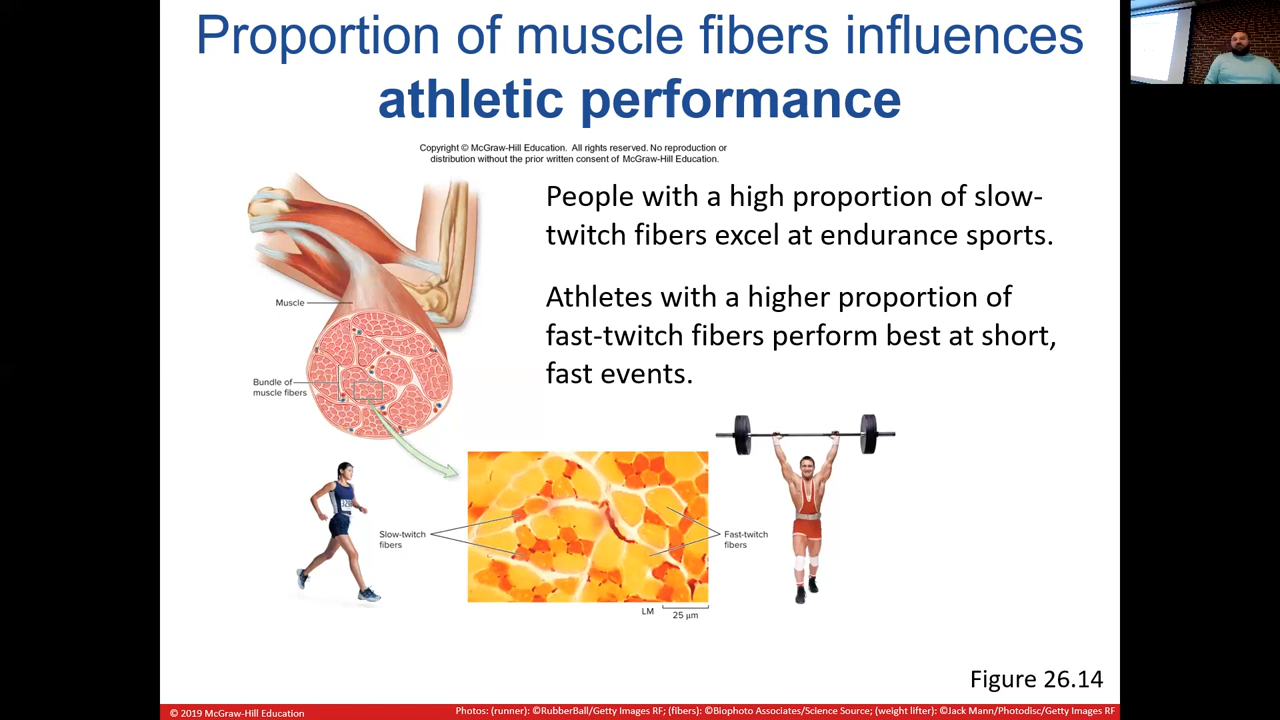 Proportion of muscle fibers influences
athletic performance
Copyright © McGraw-Hill Education. All rights reserved. No reproduction or
distribution without the prior written consent of McGraw-Hill Education.
People with a high proportion of slow-
twitch fibers excel at endurance sports.
Athletes with a higher proportion of
fast-twitch fibers perform best at short,
fast events.
Muscle
Bundle of
muscle fibers
Slow-twitch
fibers
Fast-twitch
fibers
LM
25 µm
Figure 26.14
© 2019 McGraw-Hill Education
Photos: (runner): ©RubberBall/Getty Images RF; (fibers): ©Biophoto Associates/Science Source; (weight lifter): ©Jack Mann/Photodisc/Getty Images RF